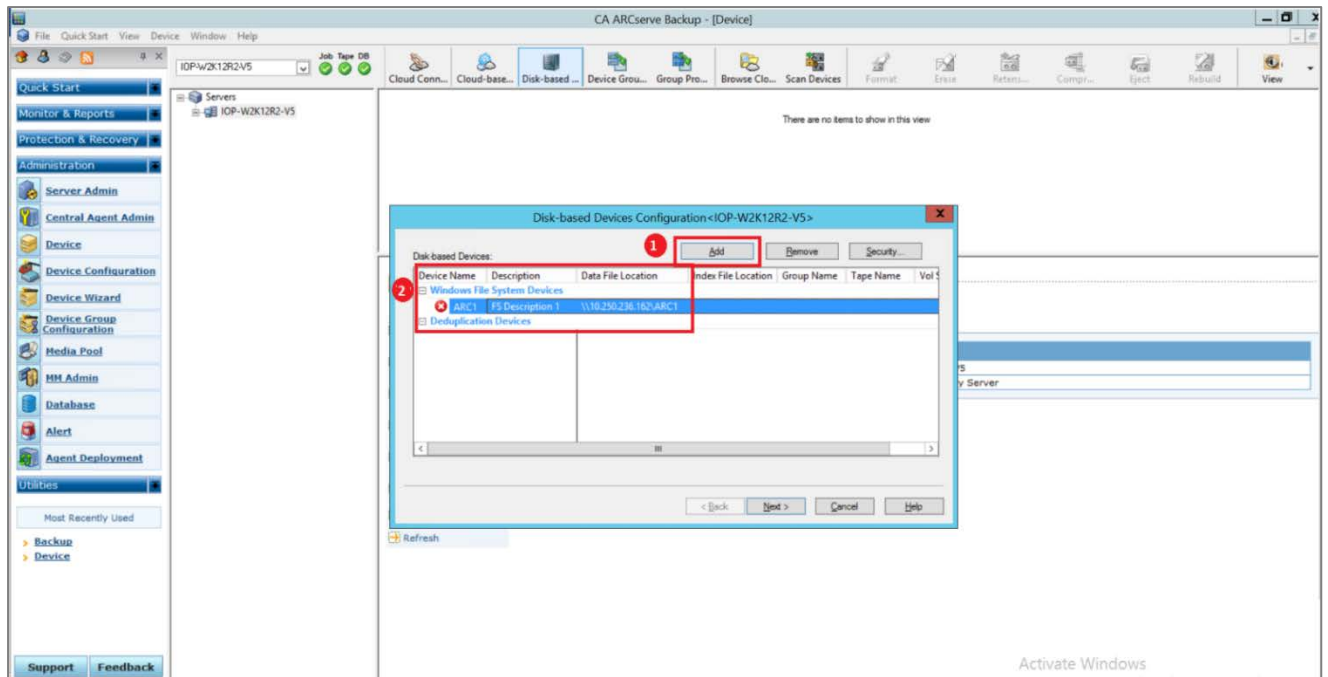 CA ARCserve Backup - [Device]
File Quick Start View Device Window Help
IOP-W2K12R2-V5
Job Tape DB
Cloud Conn... Cloud-base... Disk-based ... Device Grou... Group Pro... Browse Clo... Scan Devices Format Erase Retens... Compr... Eject Rebuild View
Quick Start
Monitor & Reports
Protection & Recovery
Administration
Server Admin
Central Agent Admin
Device
Device Configuration
Device Wizard
Device Group
Configuration
Media Pool
MM Admin
Database
Alert
Agent Deployment
Utilities
Most Recently Used
Backup
Device
Support Feedback
Servers
IOP-W2K12R2-V5
There are no items to show in this view
Disk-based Devices Configuration<IOP-W2K12R2-V5>
1
Disk-based Devices: Add Remove Security...
2
Device Name Description Data File Location Index File Location Group Name Tape Name Vol S
Windows File System Devices
ARC1 FS Description 1 \\10.250.236.162\ARC1
Deduplication Devices
< Back Next > Cancel Help
y Server
Refresh
Activate Windows